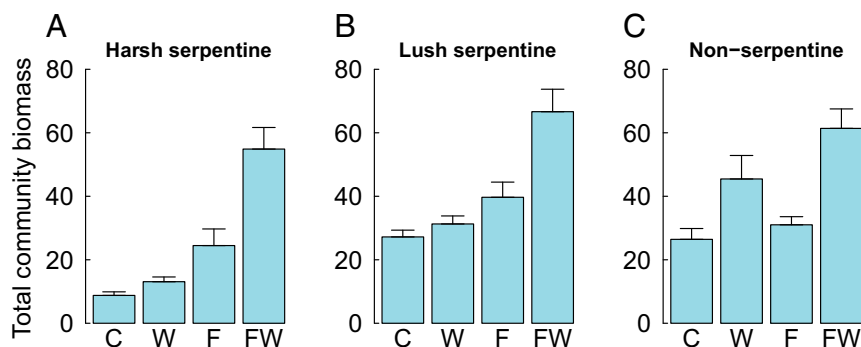 A
Harsh serpentine
B
Lush serpentine
C
Non-serpentine
Total community biomass
80
60
40
20
0
C W F FW
80
60
40
20
0
C W F FW
80
60
40
20
0
C W F FW